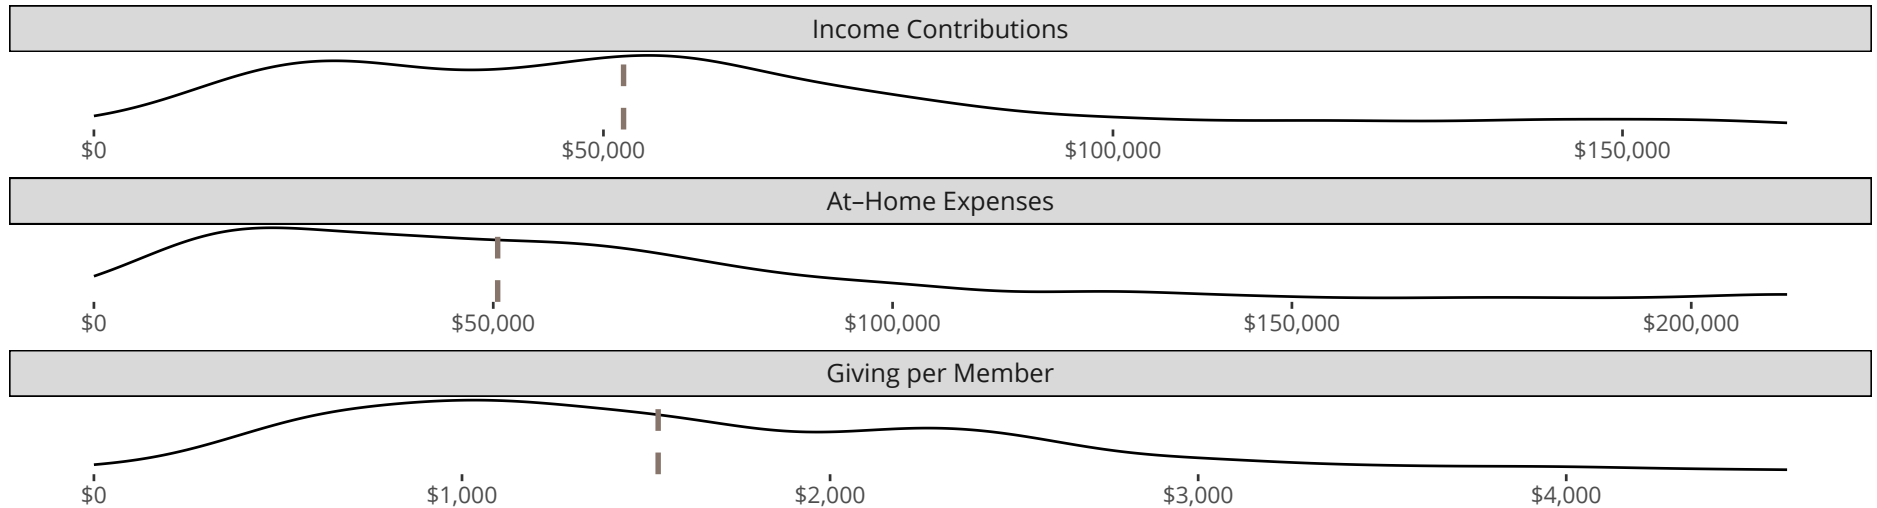 Income Contributions
$0 $50,000 $100,000 $150,000
At–Home Expenses
$0 $50,000 $100,000 $150,000 $200,000
Giving per Member
$0 $1,000 $2,000 $3,000 $4,000